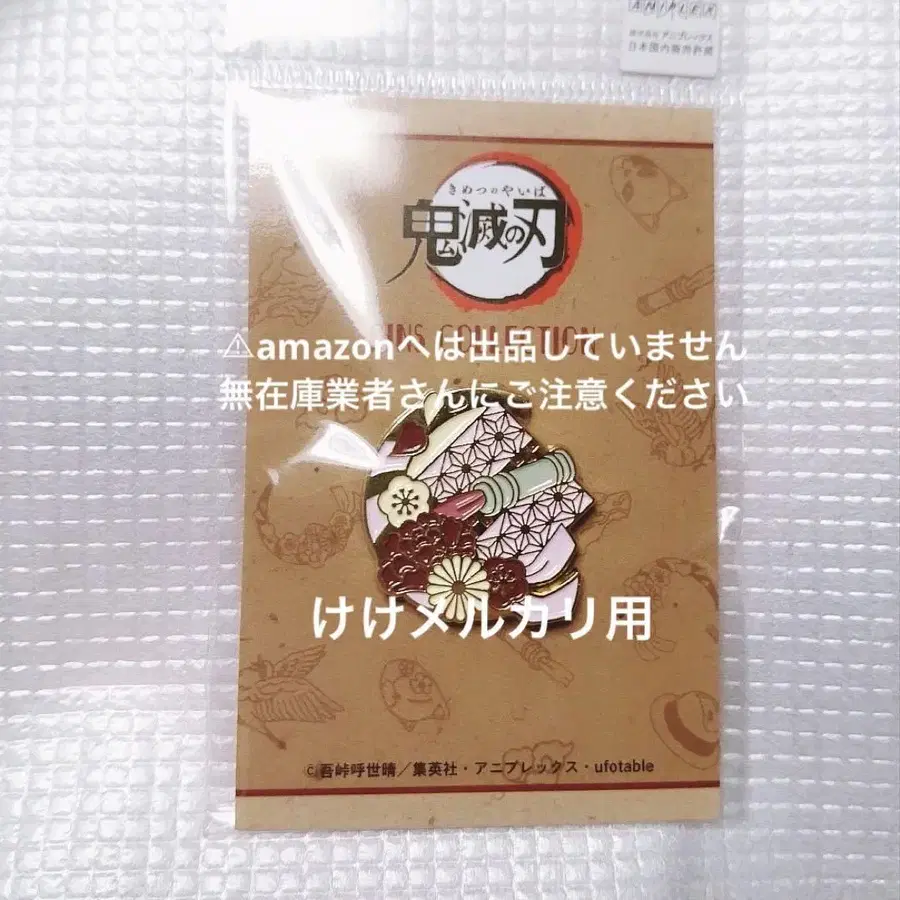 ANIPLEX
株式会社 アニプレックス
日本国内販売許諾
きめつのやいば
鬼滅の刃
PINS COLLECTION
⚠amazonへは出品していません
無在庫業者さんにご注意ください
けけメルカリ用
©吾峠呼世晴／集英社・アニプレックス・ufotable